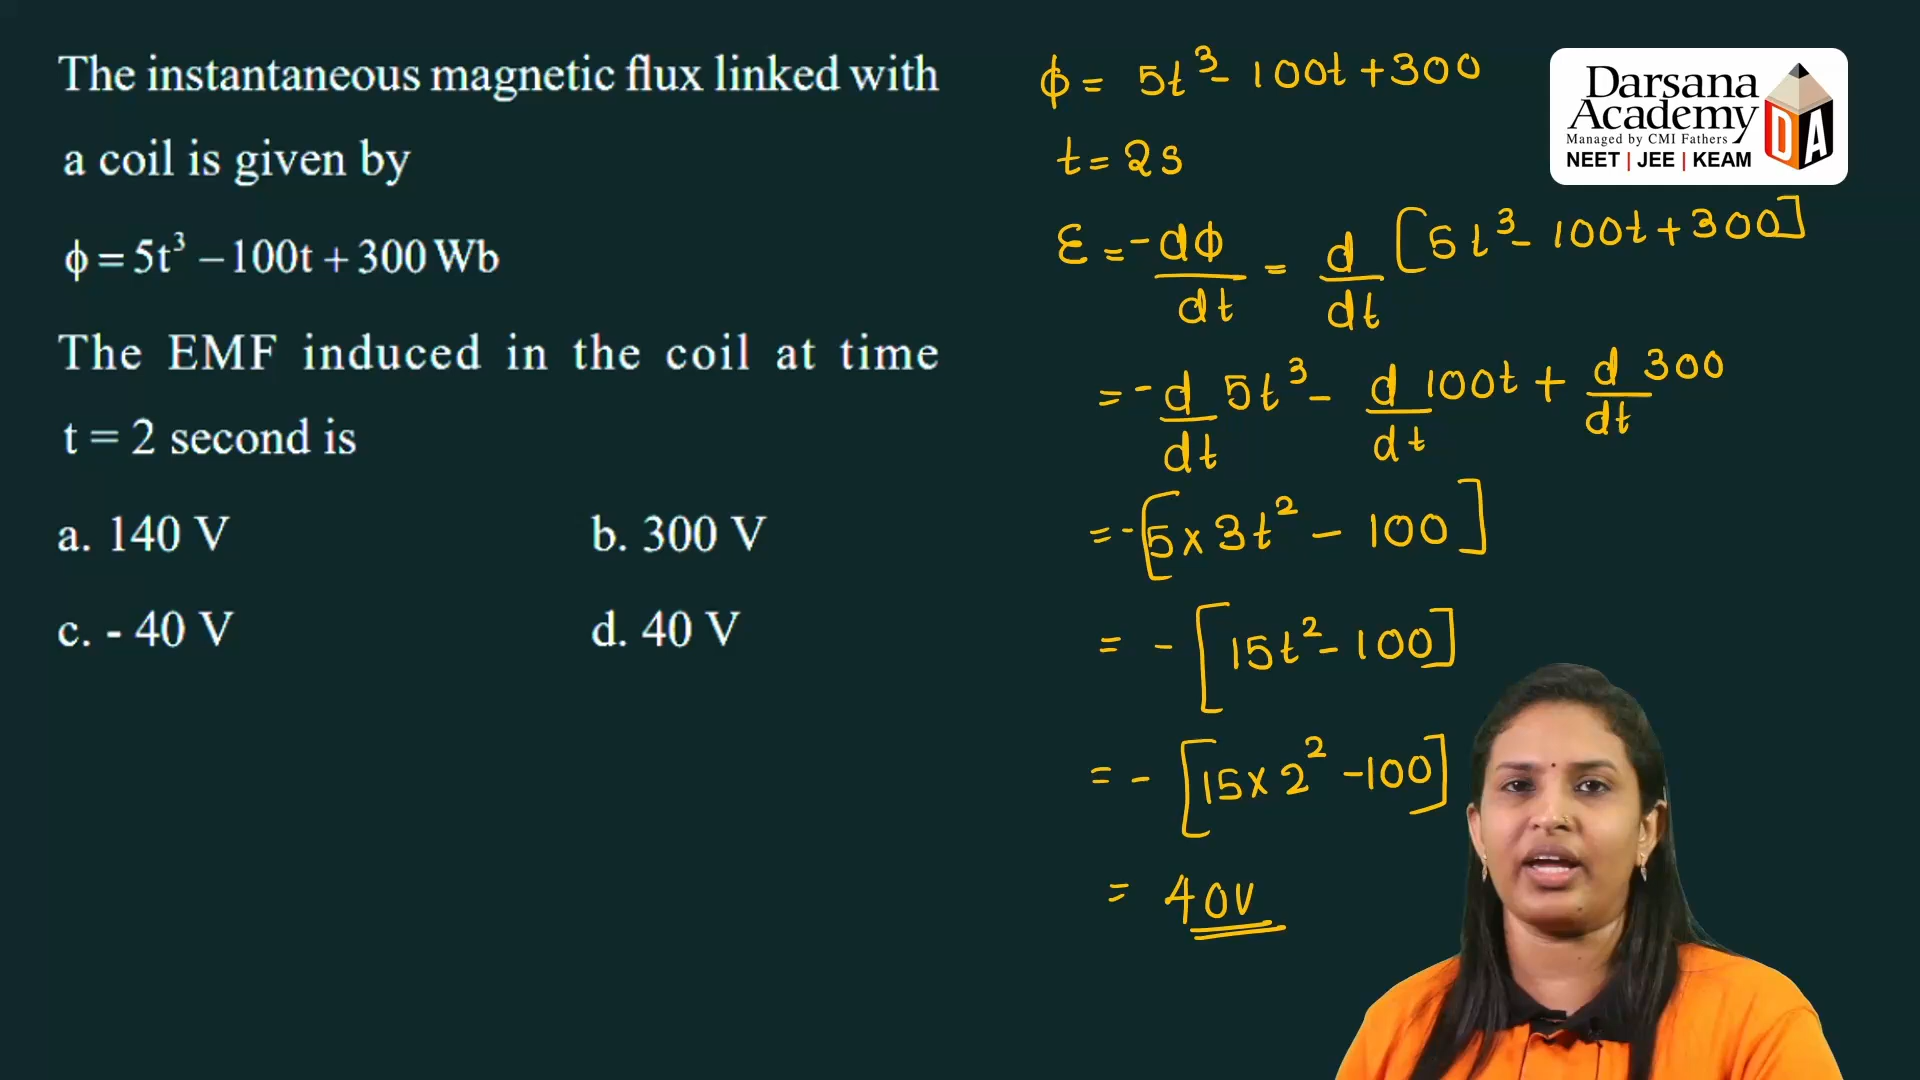 The instantaneous magnetic flux linked with
a coil is given by
ϕ = 5t³ – 100t + 300 Wb
The EMF induced in the coil at time
t = 2 second is
a. 140 V
b. 300 V
c. - 40 V
d. 40 V
ϕ = 5t³ - 100t + 300
t = 2s
ε = -dϕ/dt = d/dt [5t³ - 100t + 300]
= -d/dt 5t³ - d/dt 100t + d/dt 300
= -[5 × 3t² - 100]
= - [15t² - 100]
= - [15 × 2² - 100]
= 40V
Darsana
Academy
Managed by CMI Fathers
NEET | JEE | KEAM
DA